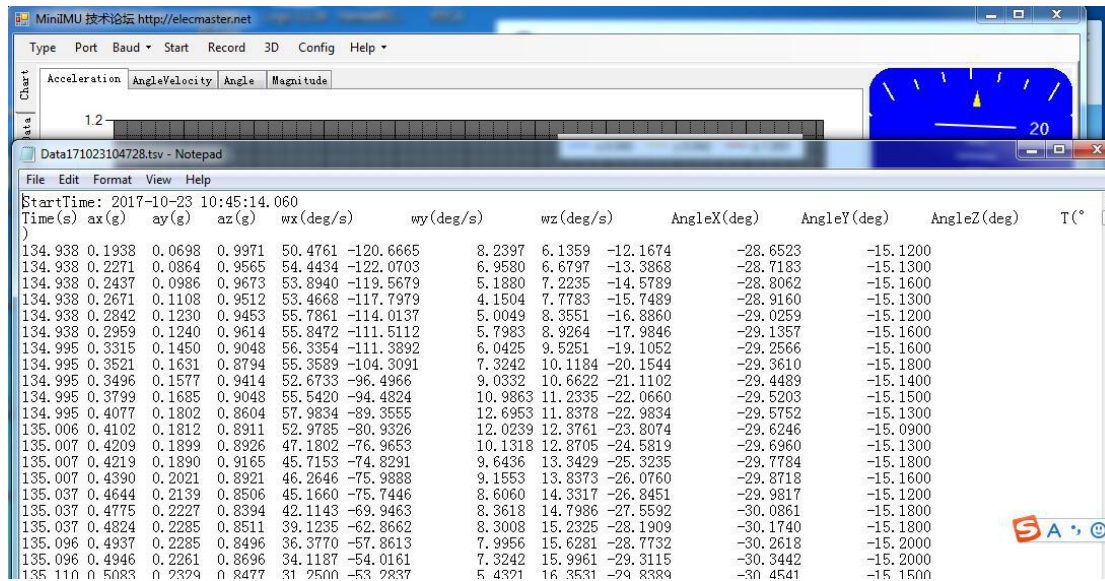 MiniIMU 技术论坛 http://elecmaster.net
Type Port Baud Start Record 3D Config Help
Chart
Acceleration AngleVelocity Angle Magnitude
1.2
20
Data171023104728.tsv - Notepad
File Edit Format View Help
StartTime: 2017-10-23 10:45:14.060
Time(s) ax(g) ay(g) az(g) wx(deg/s) wy(deg/s) wz(deg/s) AngleX(deg) AngleY(deg) AngleZ(deg) T(°
)
134.938 0.1938 0.0698 0.9971 50.4761 -120.6665 8.2397 6.1359 -12.1674 -28.6523 -15.1200
134.938 0.2271 0.0864 0.9565 54.4434 -122.0703 6.9580 6.6797 -13.3868 -28.7183 -15.1300
134.938 0.2437 0.0986 0.9673 53.8940 -119.5679 5.1880 7.2235 -14.5789 -28.8062 -15.1600
134.938 0.2671 0.1108 0.9512 53.4668 -117.7979 4.1504 7.7783 -15.7489 -28.9160 -15.1300
134.938 0.2842 0.1230 0.9453 55.7861 -114.0137 5.0049 8.3551 -16.8860 -29.0259 -15.1200
134.938 0.2959 0.1240 0.9614 55.8472 -111.5112 5.7983 8.9264 -17.9846 -29.1357 -15.1600
134.995 0.3315 0.1450 0.9048 56.3354 -111.3892 6.0425 9.5251 -19.1052 -29.2566 -15.1600
134.995 0.3521 0.1631 0.8794 55.3589 -104.3091 7.3242 10.1184 -20.1544 -29.3610 -15.1800
134.995 0.3496 0.1577 0.9414 52.6733 -96.4966 9.0332 10.6622 -21.1102 -29.4489 -15.1400
134.995 0.3799 0.1685 0.9048 55.5420 -94.4824 10.9863 11.2335 -22.0660 -29.5203 -15.1500
134.995 0.4077 0.1802 0.8604 57.9834 -89.3555 12.6953 11.8378 -22.9834 -29.5752 -15.1300
135.006 0.4102 0.1812 0.8911 52.9785 -80.9326 12.0239 12.3761 -23.8074 -29.6246 -15.0900
135.007 0.4209 0.1899 0.8926 47.1802 -76.9653 10.1318 12.8705 -24.5819 -29.6960 -15.1300
135.007 0.4219 0.1890 0.9165 45.7153 -74.8291 9.6436 13.3429 -25.3235 -29.7784 -15.1800
135.007 0.4390 0.2021 0.8921 46.2646 -75.9888 9.1553 13.8373 -26.0760 -29.8718 -15.1600
135.037 0.4644 0.2139 0.8506 45.1660 -75.7446 8.6060 14.3317 -26.8451 -29.9817 -15.1200
135.037 0.4775 0.2227 0.8394 42.1143 -69.9463 8.3618 14.7986 -27.5592 -30.0861 -15.1800
135.037 0.4824 0.2285 0.8511 39.1235 -62.8662 8.3008 15.2325 -28.1909 -30.1740 -15.1800
135.096 0.4937 0.2285 0.8496 36.3770 -57.8613 7.9956 15.6281 -28.7732 -30.2618 -15.2000
135.096 0.4946 0.2261 0.8696 34.1187 -54.0161 7.3242 15.9961 -29.3115 -30.3442 -15.2000
135.110 0.5083 0.2329 0.8477 31.2500 -53.2837 5.4321 16.3531 -29.8389 -30.4541 -15.1500